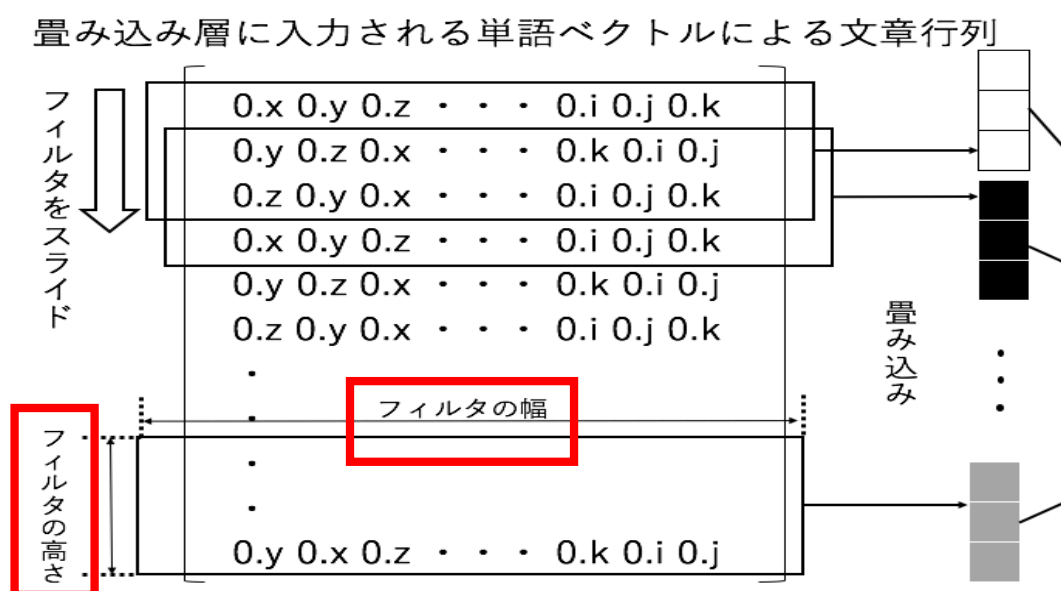 畳み込み層に入力される単語ベクトルによる文章行列
フィルタをスライド
0.x 0.y 0.z ・ ・ ・ 0.i 0.j 0.k
0.y 0.z 0.x ・ ・ ・ 0.k 0.i 0.j
0.z 0.y 0.x ・ ・ ・ 0.i 0.j 0.k
0.x 0.y 0.z ・ ・ ・ 0.i 0.j 0.k
0.y 0.z 0.x ・ ・ ・ 0.k 0.i 0.j
0.z 0.y 0.x ・ ・ ・ 0.i 0.j 0.k
畳み込み
フィルタの幅
フィルタの高さ
0.y 0.x 0.z ・ ・ ・ 0.k 0.i 0.j